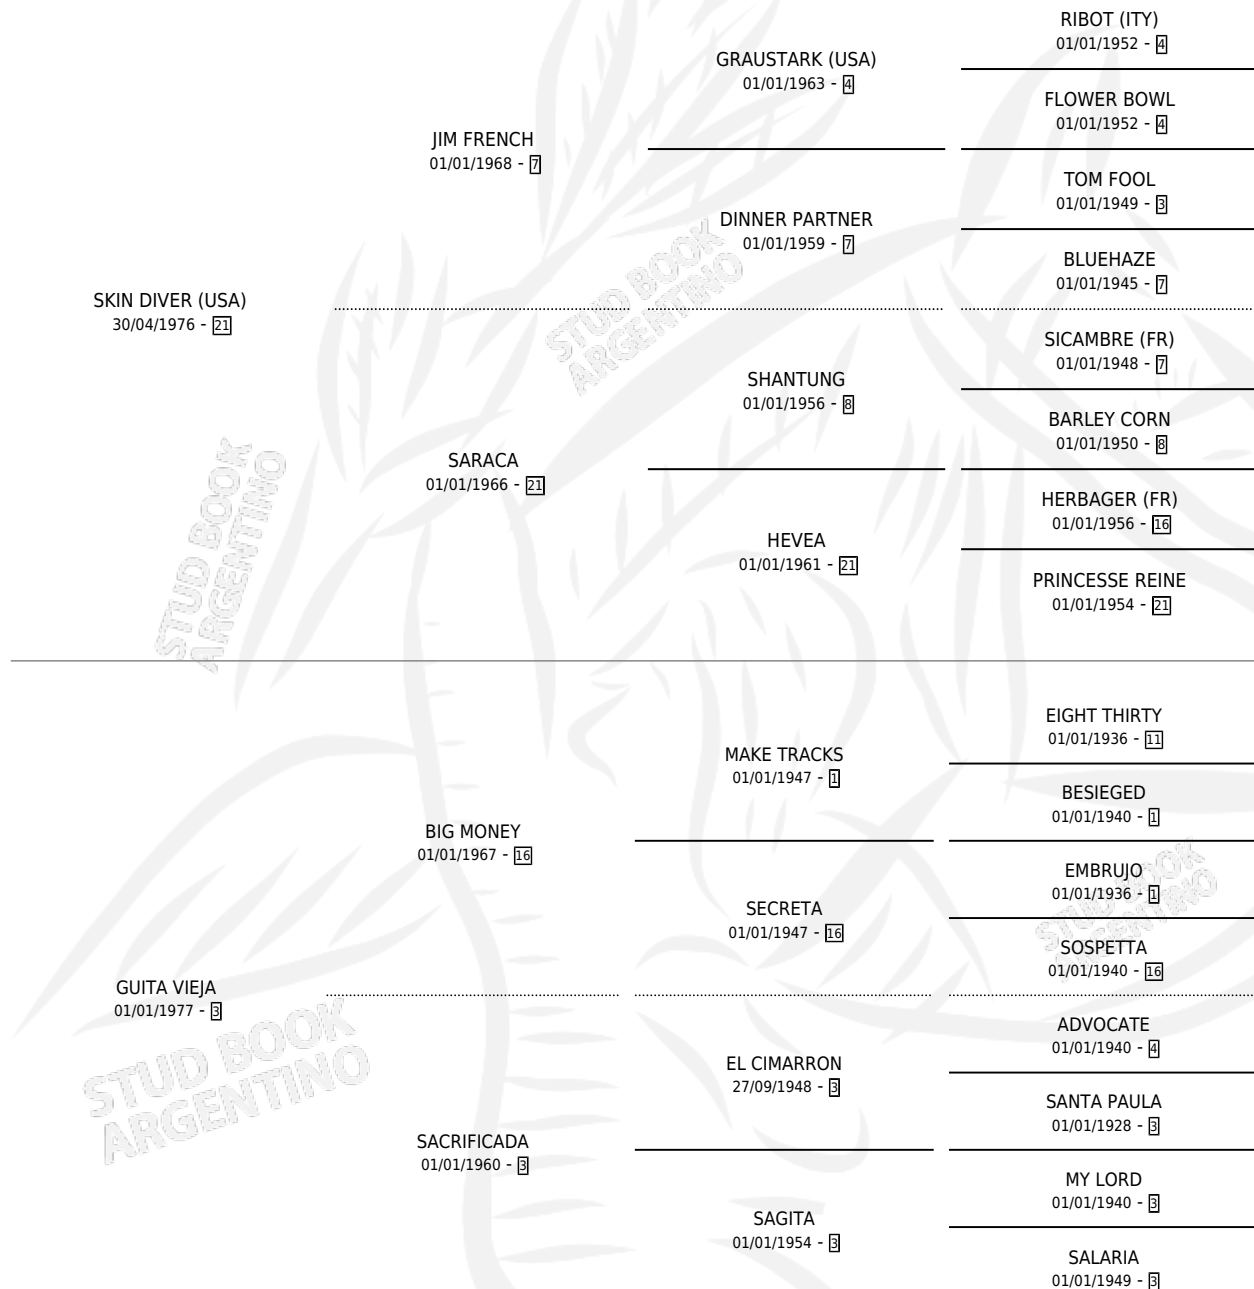 RIBOT (ITY)
01/01/1952 - 4
GRAUSTARK (USA)
01/01/1963 - 4
FLOWER BOWL
01/01/1952 - 4
JIM FRENCH
01/01/1968 - 7
TOM FOOL
01/01/1949 - 3
DINNER PARTNER
01/01/1959 - 7
BLUEHAZE
01/01/1945 - 7
SKIN DIVER (USA)
30/04/1976 - 21
SICAMBRE (FR)
01/01/1948 - 7
SHANTUNG
01/01/1956 - 8
BARLEY CORN
01/01/1950 - 8
SARACA
01/01/1966 - 21
HERBAGER (FR)
01/01/1956 - 16
HEVEA
01/01/1961 - 21
PRINCESSE REINE
01/01/1954 - 21
EIGHT THIRTY
01/01/1936 - 11
MAKE TRACKS
01/01/1947 - 1
BESIEGED
01/01/1940 - 1
BIG MONEY
01/01/1967 - 16
EMBRUJO
01/01/1936 - 1
SECRETA
01/01/1947 - 16
SOSPETTA
01/01/1940 - 16
GUITA VIEJA
01/01/1977 - 3
ADVOCATE
01/01/1940 - 4
EL CIMARRON
27/09/1948 - 3
SANTA PAULA
01/01/1928 - 3
SACRIFICADA
01/01/1960 - 3
MY LORD
01/01/1940 - 3
SAGITA
01/01/1954 - 3
SALARIA
01/01/1949 - 3
STUD BOOK
ARGENTINO
STUD BOOK
ARGENTINO
STUD BOOK
ARGENTINO
STUD BOOK
ARGENTINO